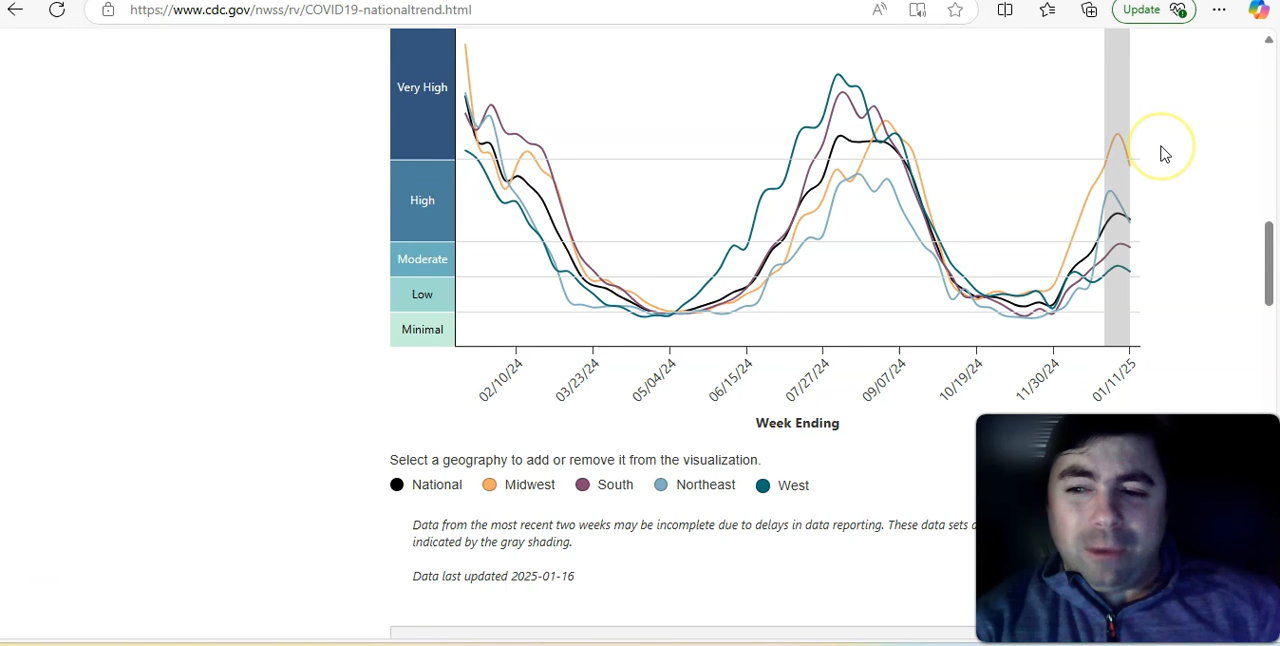 https://www.cdc.gov/nwss/rv/COVID19-nationaltrend.html
Update
Very High
High
Moderate
Low
Minimal
02/10/24
03/23/24
05/04/24
06/15/24
07/27/24
09/07/24
10/19/24
11/30/24
01/11/25
Week Ending
Select a geography to add or remove it from the visualization.
National Midwest South Northeast West
Data from the most recent two weeks may be incomplete due to delays in data reporting. These data sets
indicated by the gray shading.
Data last updated 2025-01-16